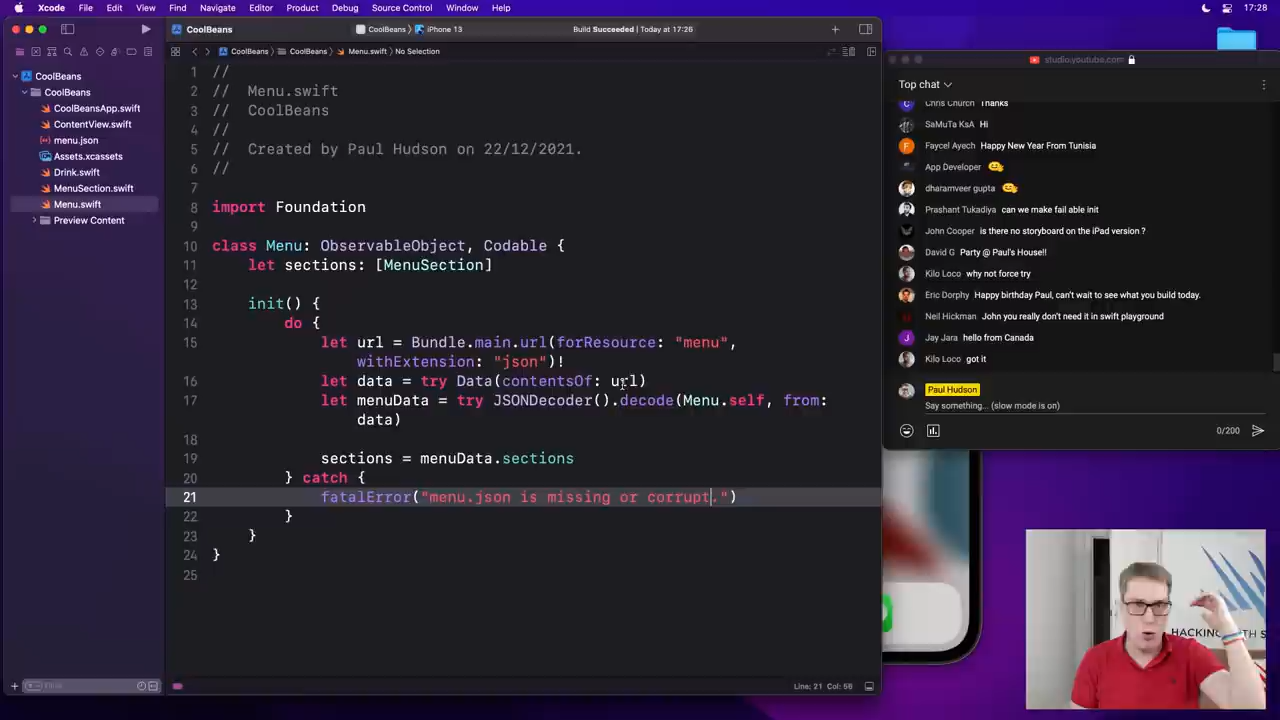 Xcode File Edit View Find Navigate Editor Product Debug Source Control Window Help 17:28
CoolBeans CoolBeans iPhone 13 Build Succeeded | Today at 17:26
CoolBeans CoolBeans Menu.swift No Selection
CoolBeans
CoolBeans
CoolBeansApp.swift
ContentView.swift
menu.json
Assets.xcassets
Drink.swift
MenuSection.swift
Menu.swift
Preview Content
Filter
1 //
2 // Menu.swift
3 // CoolBeans
4 //
5 // Created by Paul Hudson on 22/12/2021.
6 //
7
8 import Foundation
9
10 class Menu: ObservableObject, Codable {
11 let sections: [MenuSection]
12
13 init() {
14 do {
15 let url = Bundle.main.url(forResource: "menu",
withExtension: "json")!
16 let data = try Data(contentsOf: url)
17 let menuData = try JSONDecoder().decode(Menu.self, from:
data)
18
19 sections = menuData.sections
20 } catch {
21 fatalError("menu.json is missing or corrupt.")
22 }
23 }
24 }
25
Line: 21 Col: 56
studio.youtube.com
Top chat
Chris Church Thanks
SaMuTa KsA Hi
Faycel Ayech Happy New Year From Tunisia
App Developer
dharamveer gupta
Prashant Tukadiya can we make fail able init
John Cooper is there no storyboard on the iPad version ?
David G Party @ Paul's House!!
Kilo Loco why not force try
Eric Dorphy Happy birthday Paul, can't wait to see what you build today.
Neil Hickman John you really don't need it in swift playground
Jay Jara hello from Canada
Kilo Loco got it
Paul Hudson
Say something... (slow mode is on)
0/200
HACKING WITH S